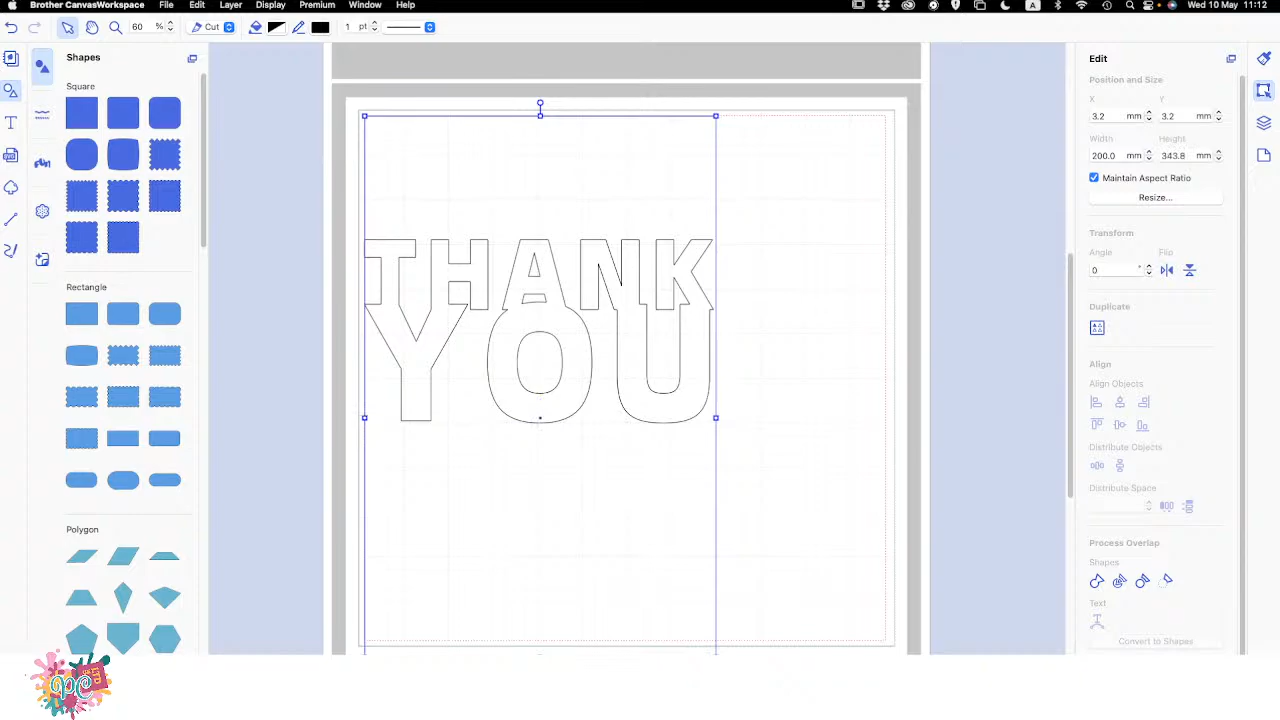 Brother CanvasWorkspace File Edit Layer Display Premium Window Help A Wed 10 May 11:12
60 % Cut 1 pt
Shapes
Square
Rectangle
Polygon
THANK
YOU
Edit
Position and Size
X Y
3.2 mm 3.2 mm
Width Height
200.0 mm 343.8 mm
Maintain Aspect Ratio
Resize...
Transform
Angle Flip
0 °
Duplicate
Align
Align Objects
Distribute Objects
Distribute Space
Process Overlap
Shapes
Text
Convert to Shapes
PC